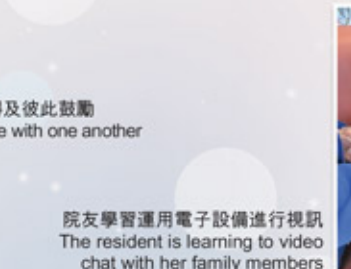 及彼此鼓勵
with one another
院友學習運用電子設備進行視訊
The resident is learning to video
chat with her family members